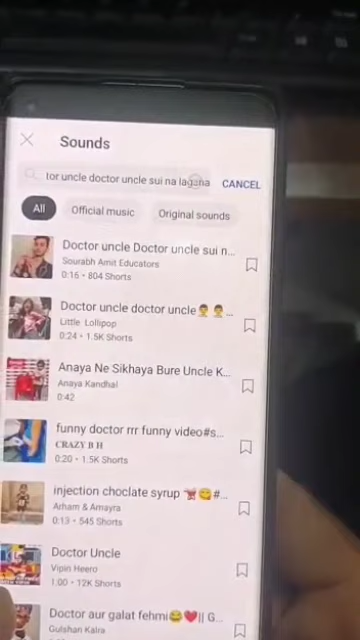 Sounds
tor uncle doctor uncle sui na lagana CANCEL
All Official music Original sounds
Doctor uncle Doctor uncle sui n...
Sourabh Amit Educators
0:16 • 804 Shorts
Doctor uncle doctor uncle👨‍⚕️👨‍⚕️...
Little Lollipop
0:24 • 1.5K Shorts
Anaya Ne Sikhaya Bure Uncle K...
Anaya Kandhal
0:42
funny doctor rrr funny video#s...
CRAZY B H
0:20 • 1.5K Shorts
injection choclate syrup 🫖😋#...
Arham & Amayra
0:13 • 545 Shorts
Doctor Uncle
Vipin Heero
1:00 • 12K Shorts
Doctor aur galat fehmi😂❤️|| G...
Gulshan Kalra